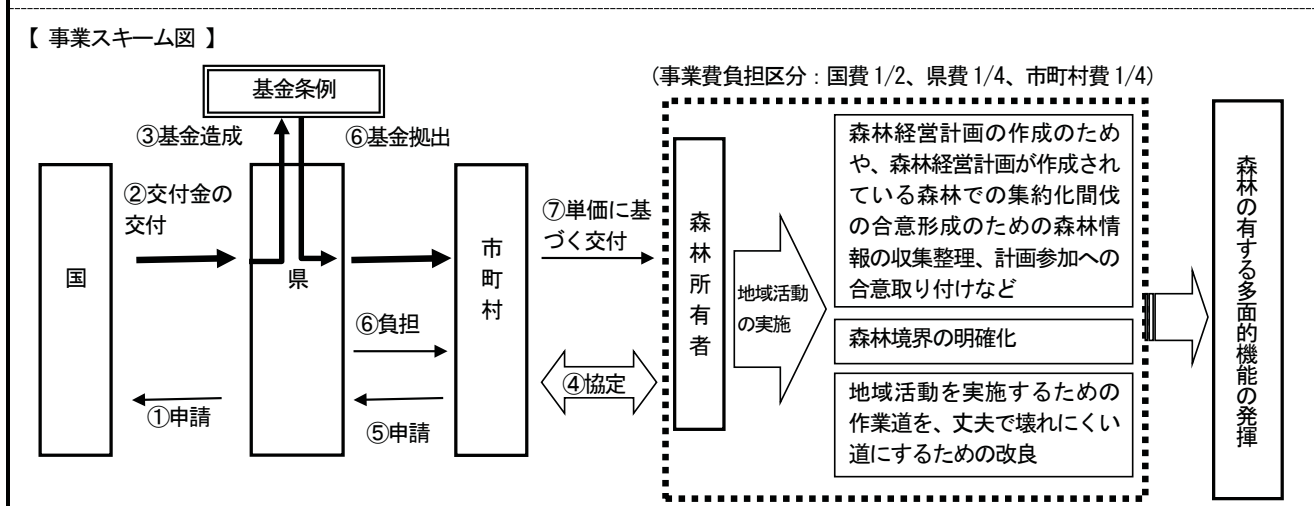 【 事業スキーム図 】
(事業費負担区分：国費 1/2、県費 1/4、市町村費 1/4)
基金条例
③基金造成
⑥基金拠出
国
②交付金の
交付
①申請
県
⑥負担
⑤申請
市町村
⑦単価に基
づく交付
④協定
森林所有者
地域活動
の実施
森林経営計画の作成のため
や、森林経営計画が作成され
ている森林での集約化間伐
の合意形成のための森林情
報の収集整理、計画参加への
合意取り付けなど
森林境界の明確化
地域活動を実施するための
作業道を、丈夫で壊れにくい
道にするための改良
森林の有する多面的機能の発揮